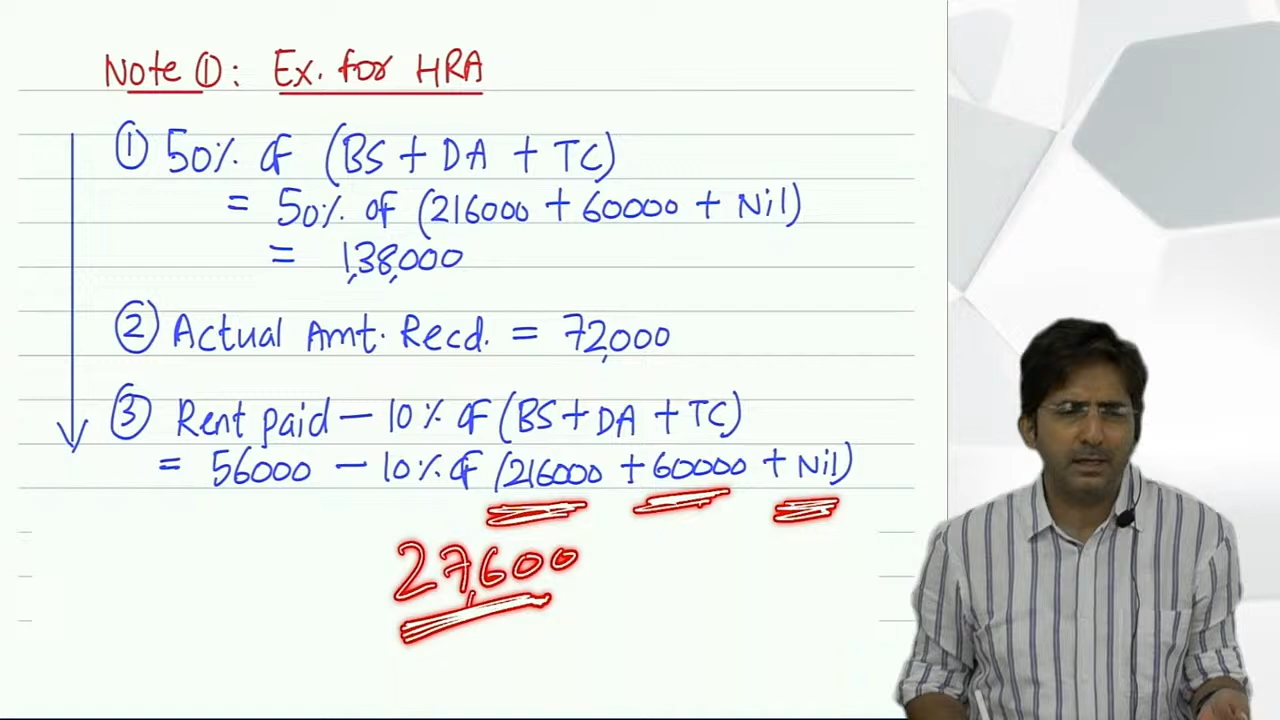 Note ①: Ex. for HRA
① 50% of (BS + DA + TC)
= 50% of (216000 + 60000 + Nil)
= 1,38,000
② Actual Amt. Recd. = 72,000
③ Rent paid – 10% of (BS + DA + TC)
= 56000 – 10% of (216000 + 60000 + Nil)
27,600